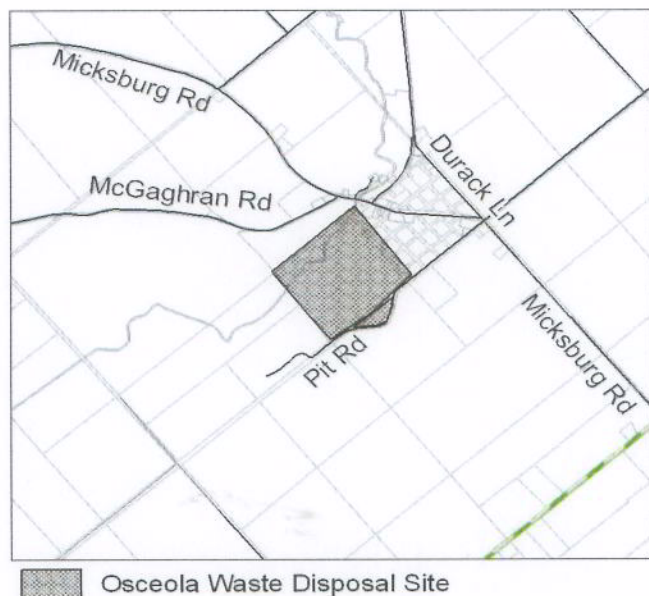 Micksburg Rd
McGaghran Rd
Durack Ln
Micksburg Rd
Pit Rd
Osceola Waste Disposal Site